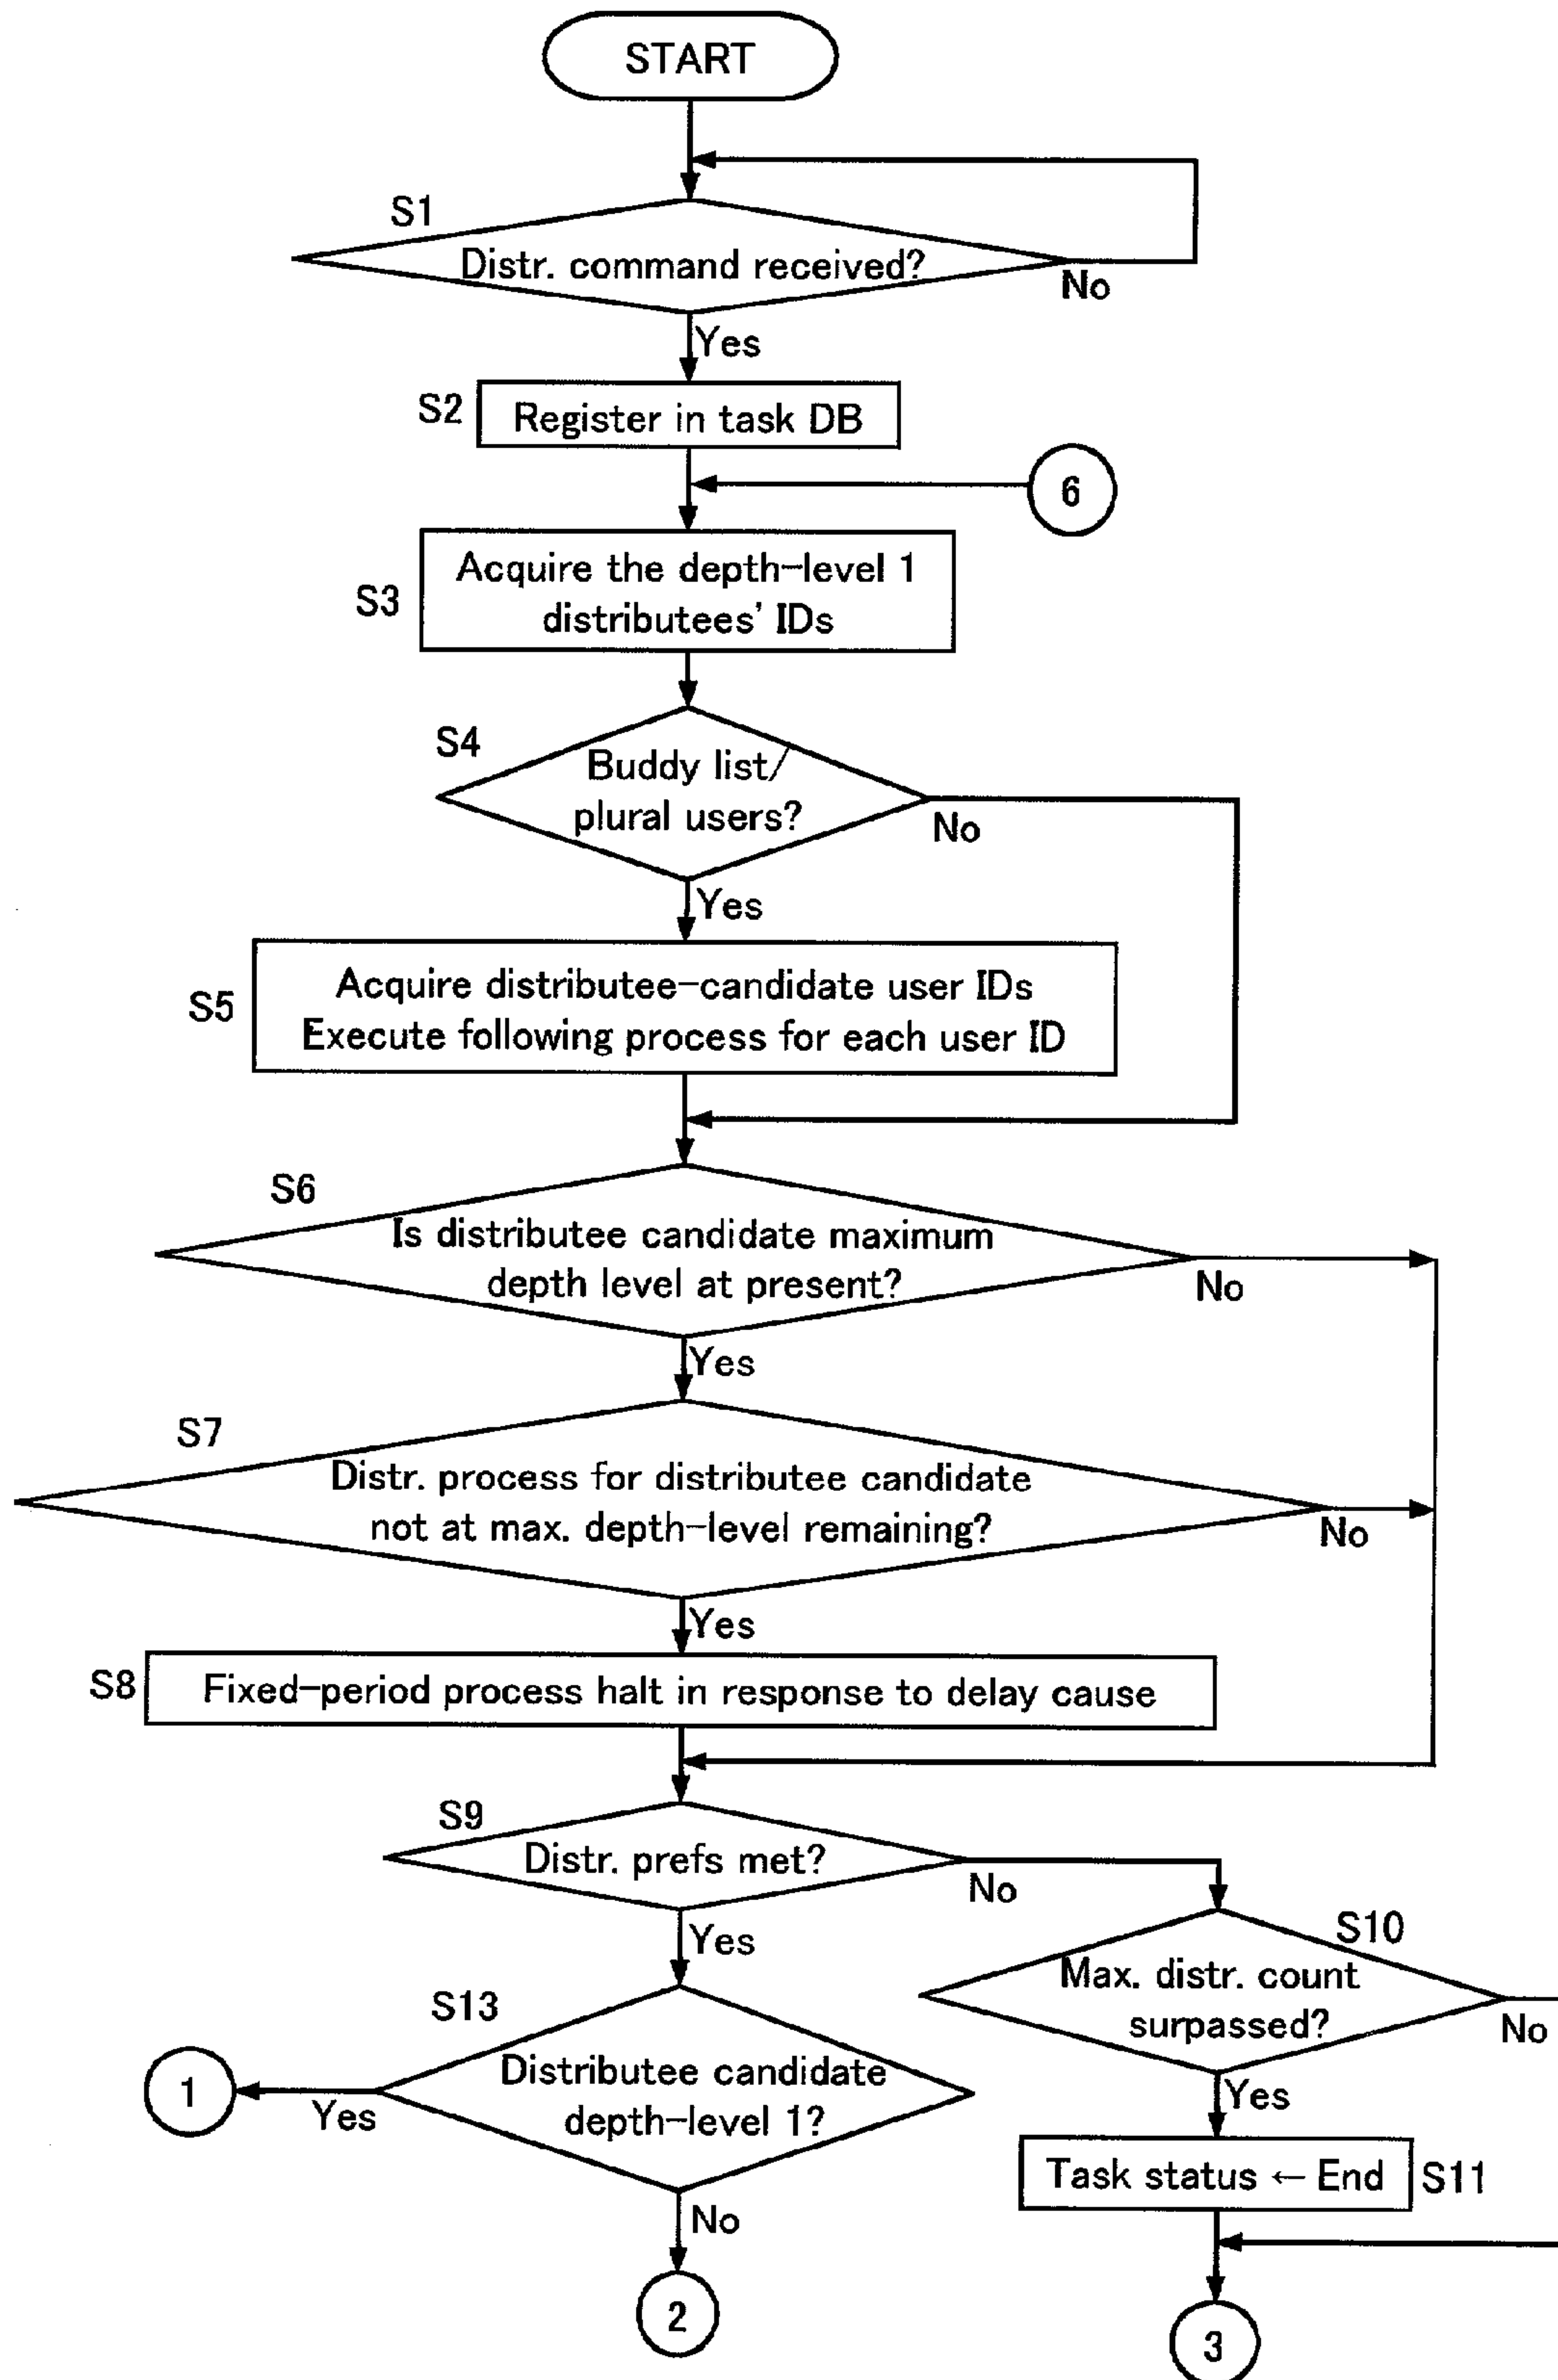 START
S1
Distr. command received?
No
Yes
S2
Register in task DB
6
S3
Acquire the depth-level 1
distributees' IDs
S4
Buddy list/
plural users?
No
Yes
S5
Acquire distributee-candidate user IDs
Execute following process for each user ID
S6
Is distributee candidate maximum
depth level at present?
No
Yes
S7
Distr. process for distributee candidate
not at max. depth-level remaining?
No
Yes
S8
Fixed-period process halt in response to delay cause
S9
Distr. prefs met?
No
Yes
S10
Max. distr. count
surpassed?
No
Yes
S13
Distributee candidate
depth-level 1?
1
Yes
No
Task status ← End
S11
2
3